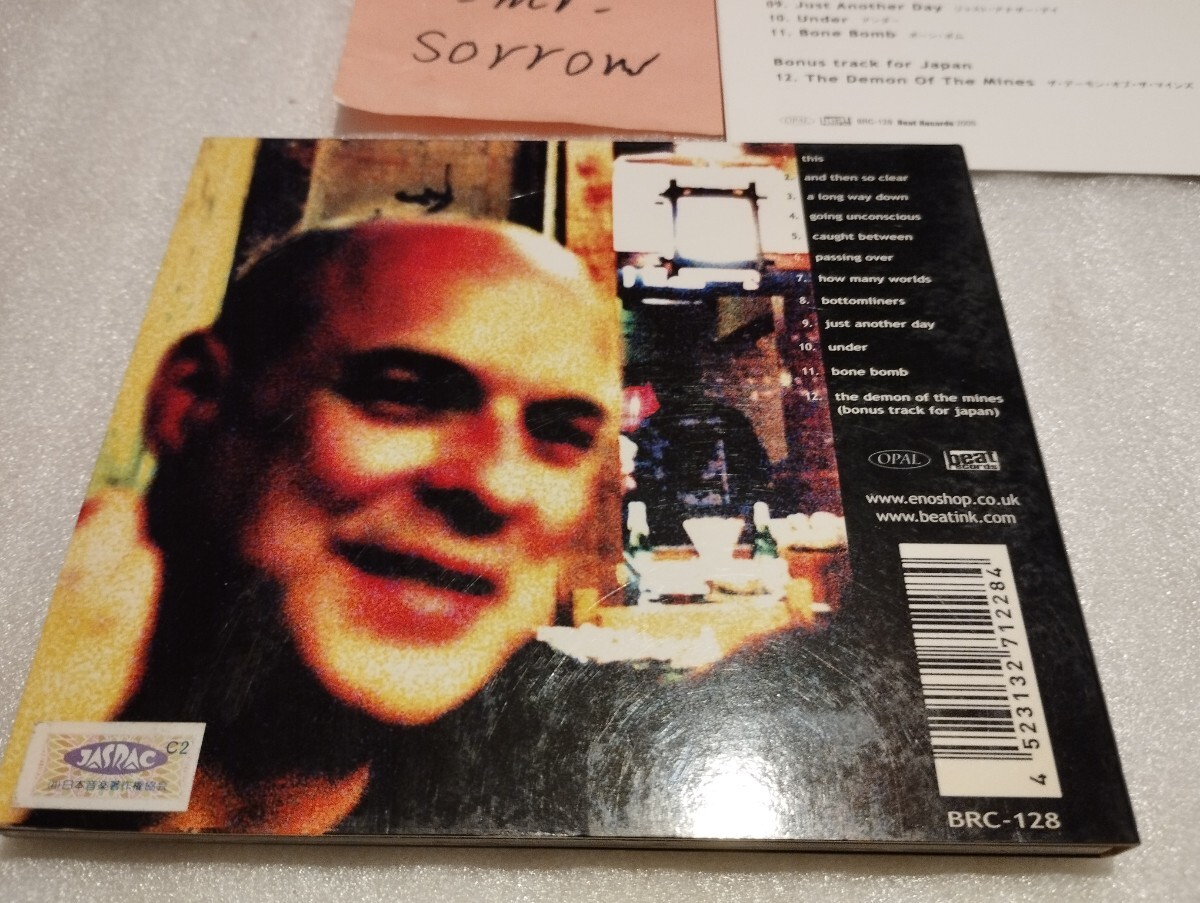 sorrow
09. Just Another Day ジャスト・アナザー・デイ
10. Under アンダー
11. Bone Bomb ボーン・ボム
Bonus track for Japan
12. The Demon Of The Mines ザ・デーモン・オブ・ザ・マインズ
OPAL
BRC-128 Beat Records 2005
this
2. and then so clear
3. a long way down
4. going unconscious
5. caught between
passing over
7. how many worlds
8. bottomliners
9. just another day
10. under
11. bone bomb
12. the demon of the mines
(bonus track for japan)
OPAL
beat
records
www.enoshop.co.uk
www.beatink.com
4 523132 712284
BRC-128
JASRAC
C2
日本音楽著作権協会